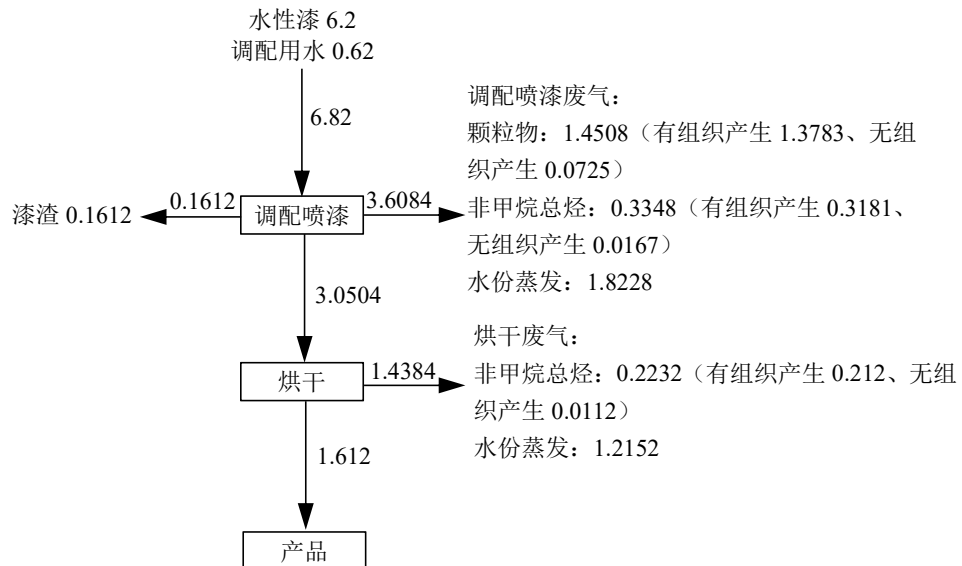 水性漆 6.2
调配用水 0.62
6.82
调配喷漆废气：
颗粒物：1.4508（有组织产生 1.3783、无组
织产生 0.0725）
漆渣 0.1612
0.1612
调配喷漆
3.6084
非甲烷总烃：0.3348（有组织产生 0.3181、
无组织产生 0.0167）
水份蒸发：1.8228
3.0504
烘干废气：
烘干
1.4384
非甲烷总烃：0.2232（有组织产生 0.212、无组
织产生 0.0112）
水份蒸发：1.2152
1.612
产品